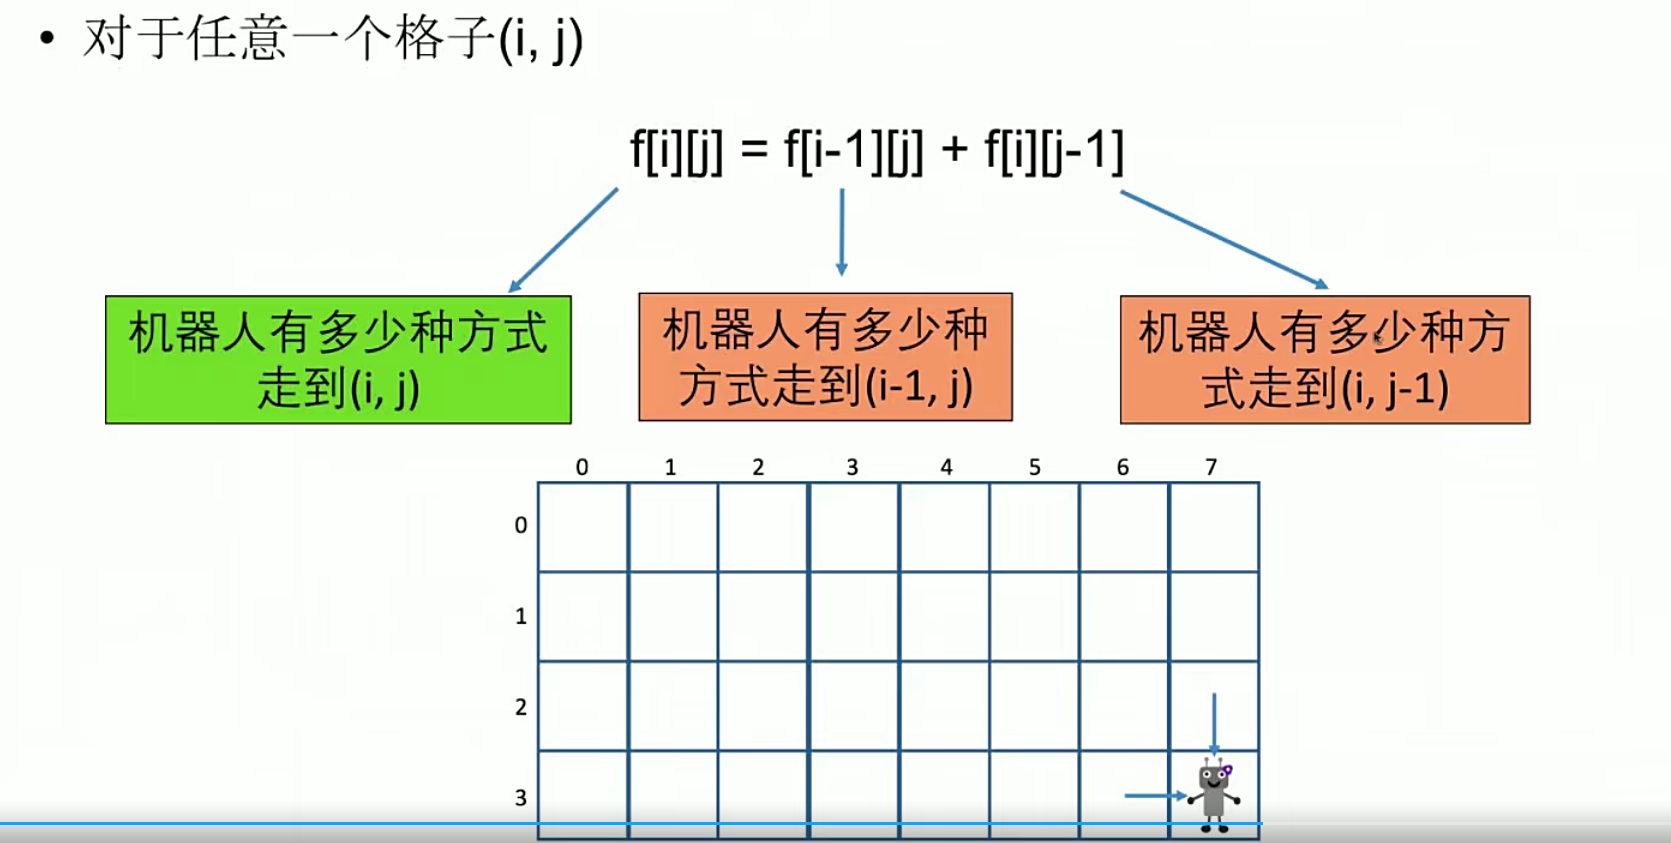 • 对于任意一个格子(i, j)
f[i][j] = f[i-1][j] + f[i][j-1]
机器人有多少种方式
走到(i, j)
机器人有多少种
方式走到(i-1, j)
机器人有多少种方
式走到(i, j-1)
0 1 2 3 4 5 6 7
0
1
2
3